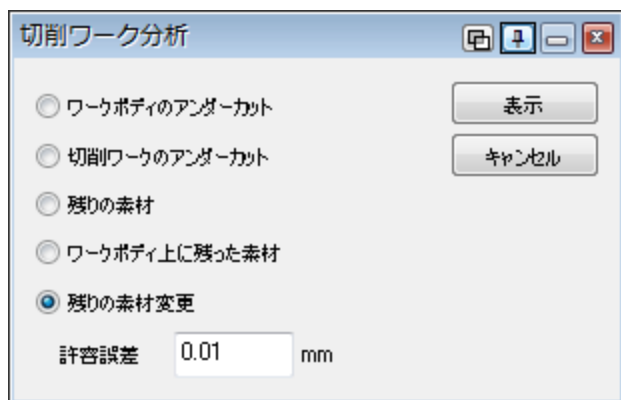 切削ワーク分析
ワークボディのアンダーカット
表示
切削ワークのアンダーカット
キャンセル
残りの素材
ワークボディ上に残った素材
残りの素材変更
許容誤差 0.01 mm